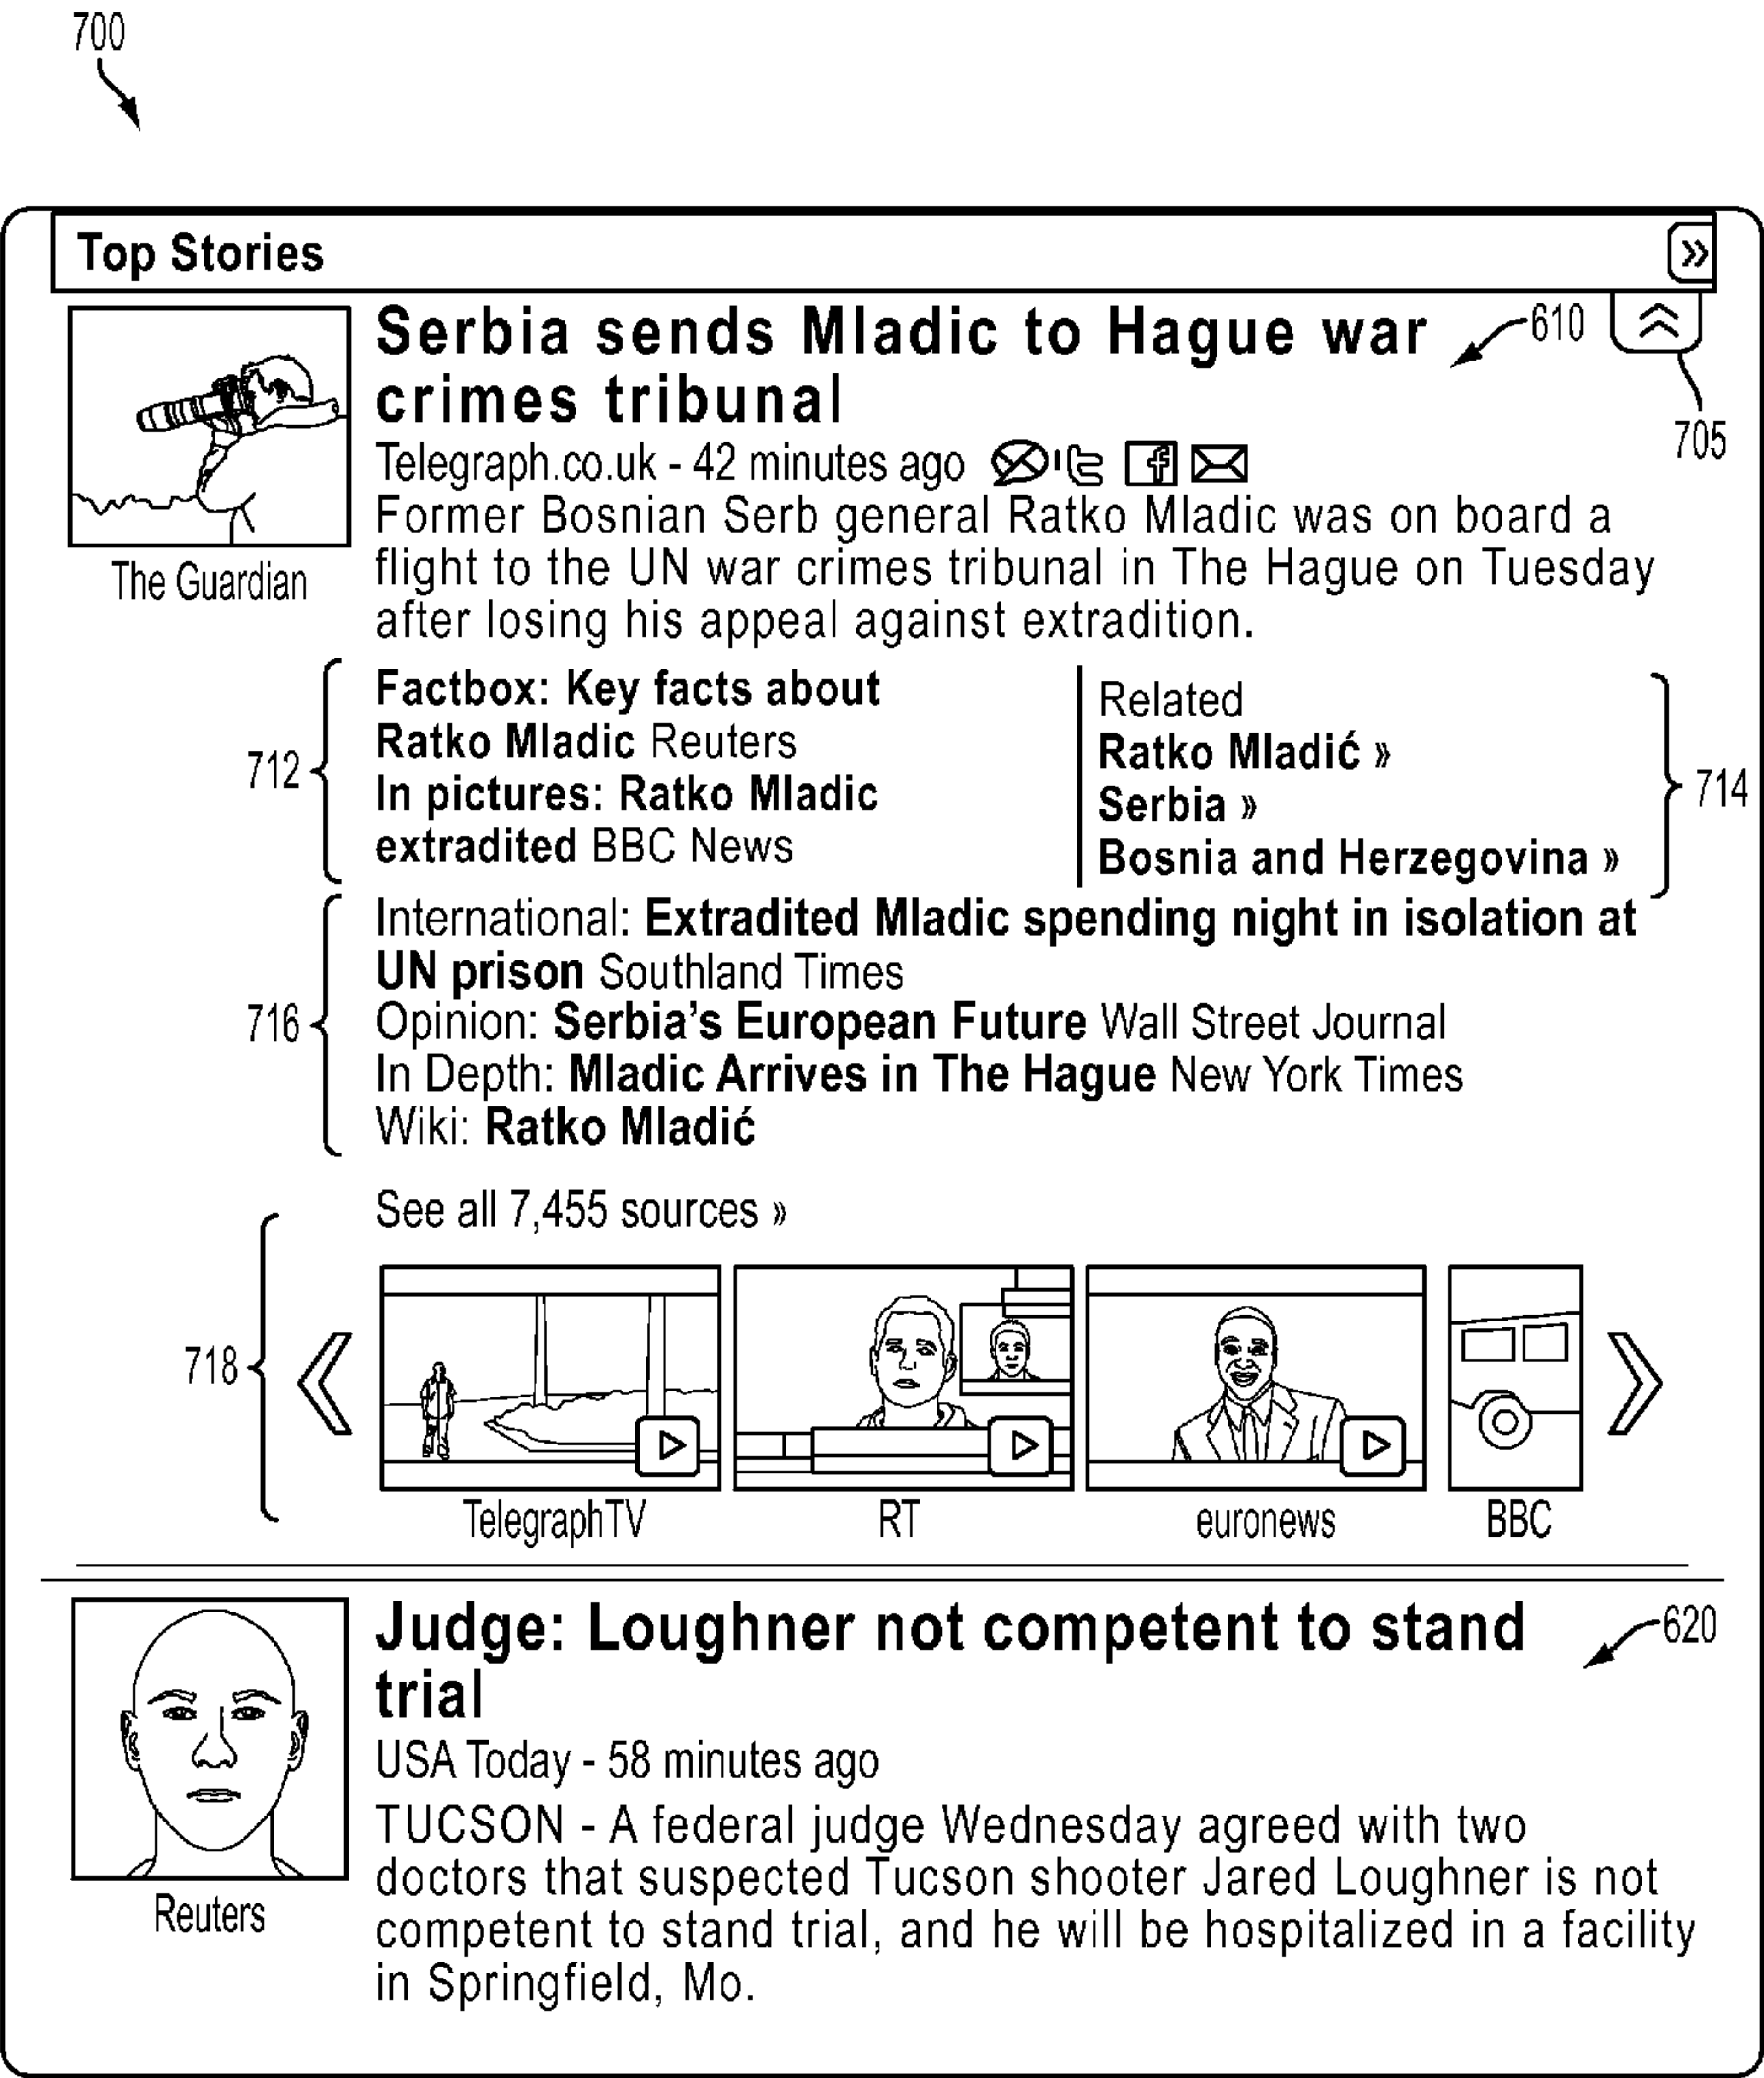 700
Top Stories »
Serbia sends Mladic to Hague war
crimes tribunal
610
705
Telegraph.co.uk - 42 minutes ago
The Guardian
Former Bosnian Serb general Ratko Mladic was on board a
flight to the UN war crimes tribunal in The Hague on Tuesday
after losing his appeal against extradition.
712
Factbox: Key facts about
Ratko Mladic Reuters
In pictures: Ratko Mladic
extradited BBC News
Related
Ratko Mladić »
Serbia »
Bosnia and Herzegovina »
714
716
International: Extradited Mladic spending night in isolation at
UN prison Southland Times
Opinion: Serbia's European Future Wall Street Journal
In Depth: Mladic Arrives in The Hague New York Times
Wiki: Ratko Mladić
See all 7,455 sources »
718
TelegraphTV RT euronews BBC
Judge: Loughner not competent to stand
trial
620
USA Today - 58 minutes ago
Reuters
TUCSON - A federal judge Wednesday agreed with two
doctors that suspected Tucson shooter Jared Loughner is not
competent to stand trial, and he will be hospitalized in a facility
in Springfield, Mo.